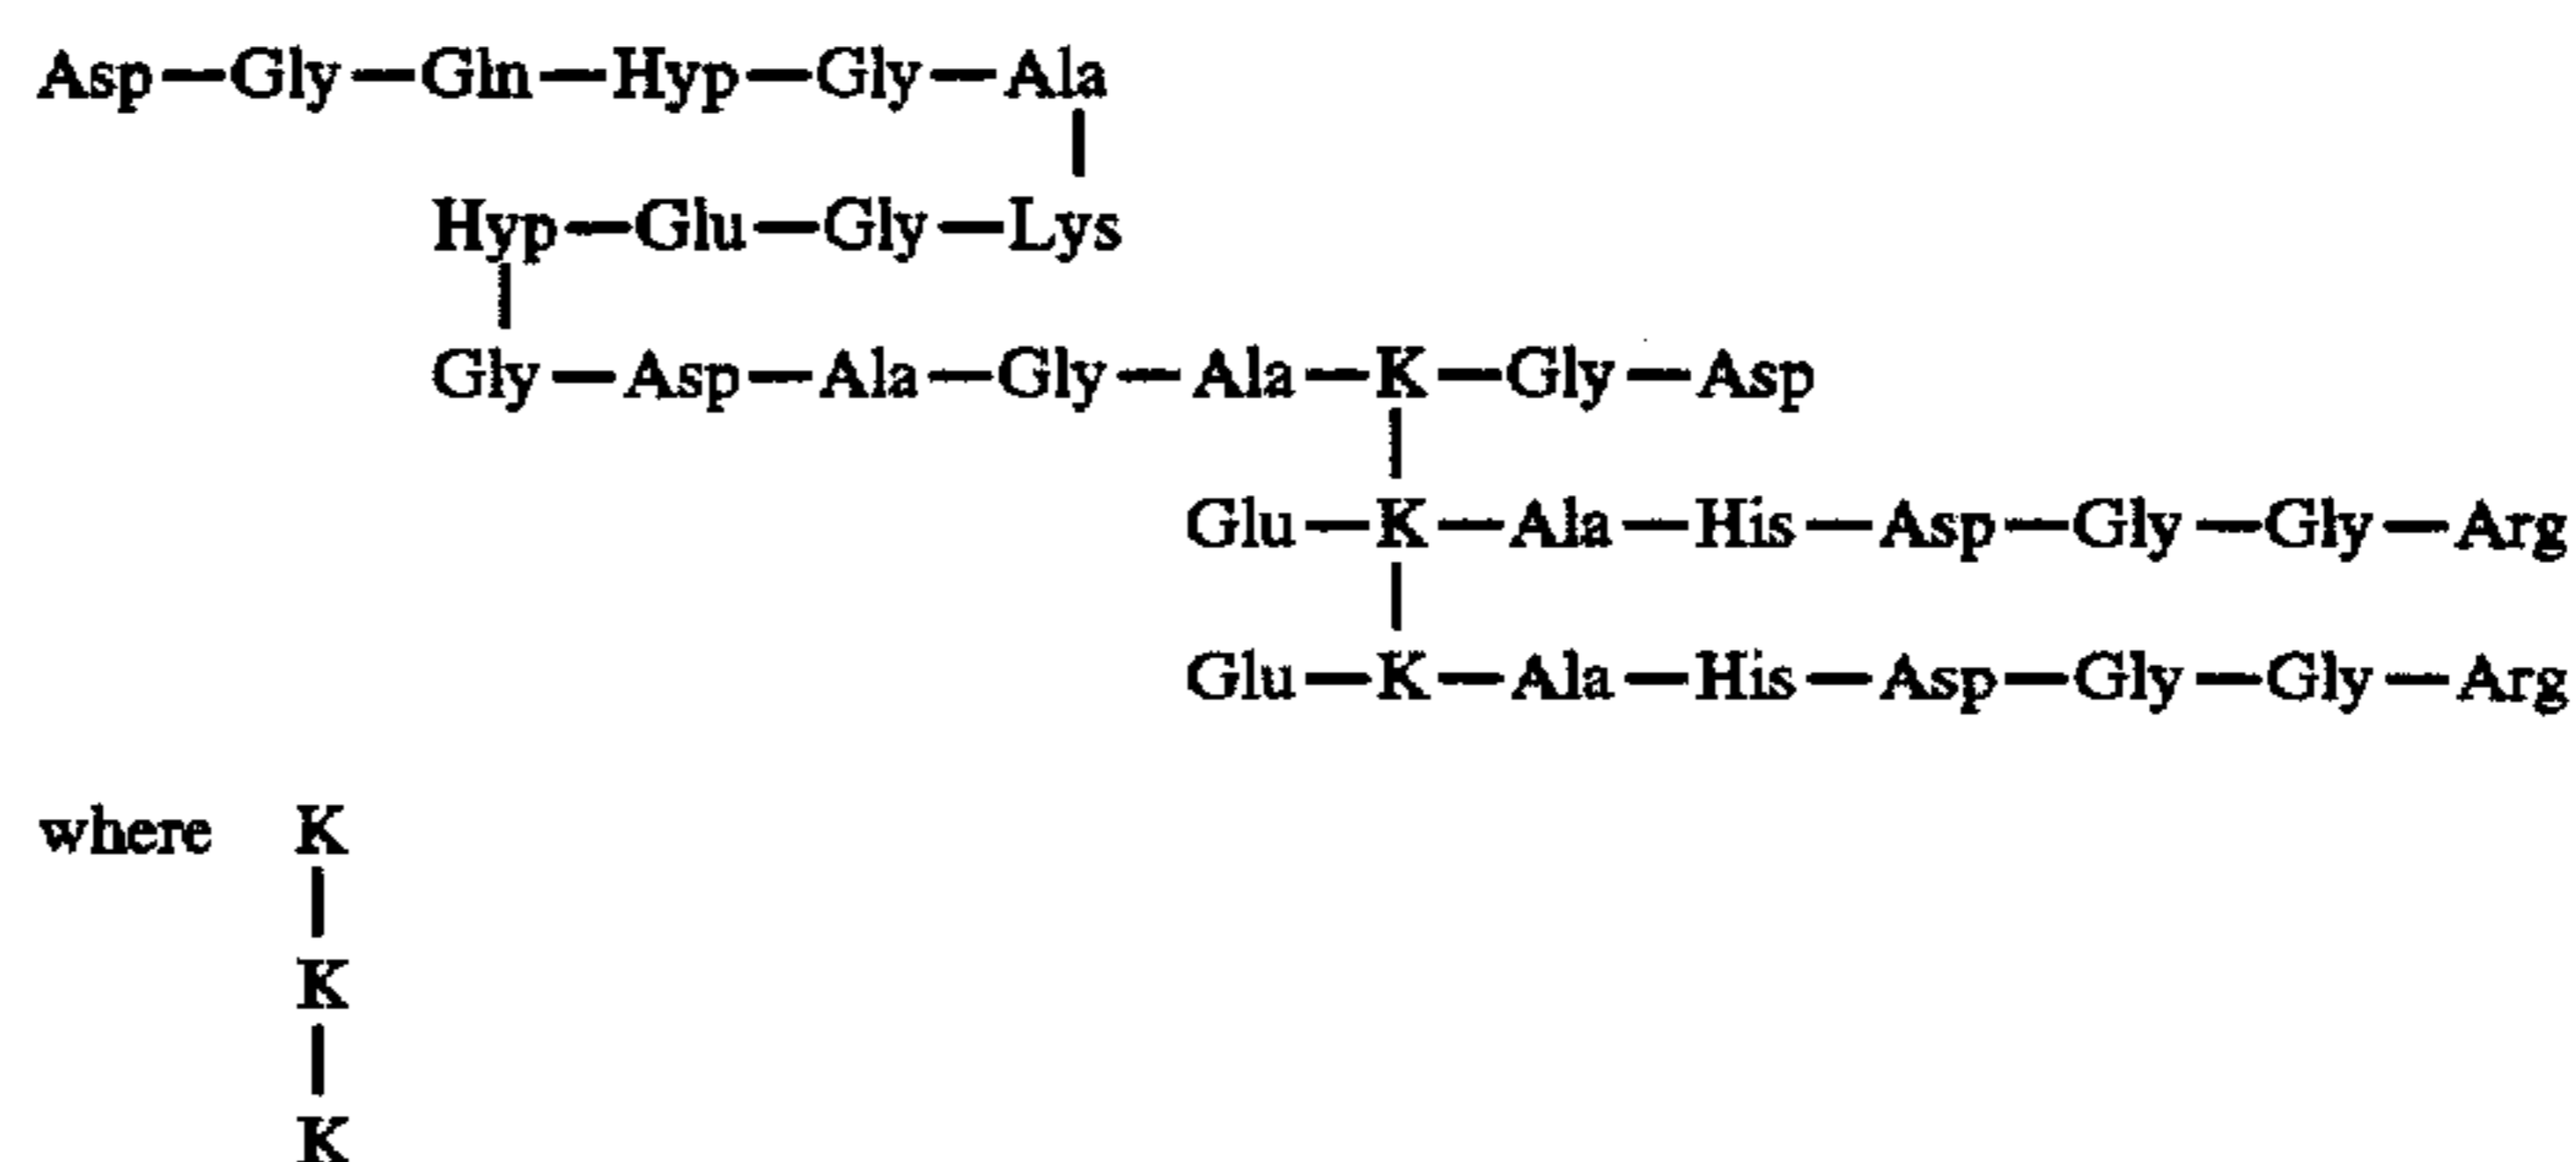 Asp—Gly—Gln—Hyp—Gly—Ala
Hyp—Glu—Gly—Lys
Gly—Asp—Ala—Gly—Ala—K—Gly—Asp
Glu—K—Ala—His—Asp—Gly—Gly—Arg
Glu—K—Ala—His—Asp—Gly—Gly—Arg
where K
K
K